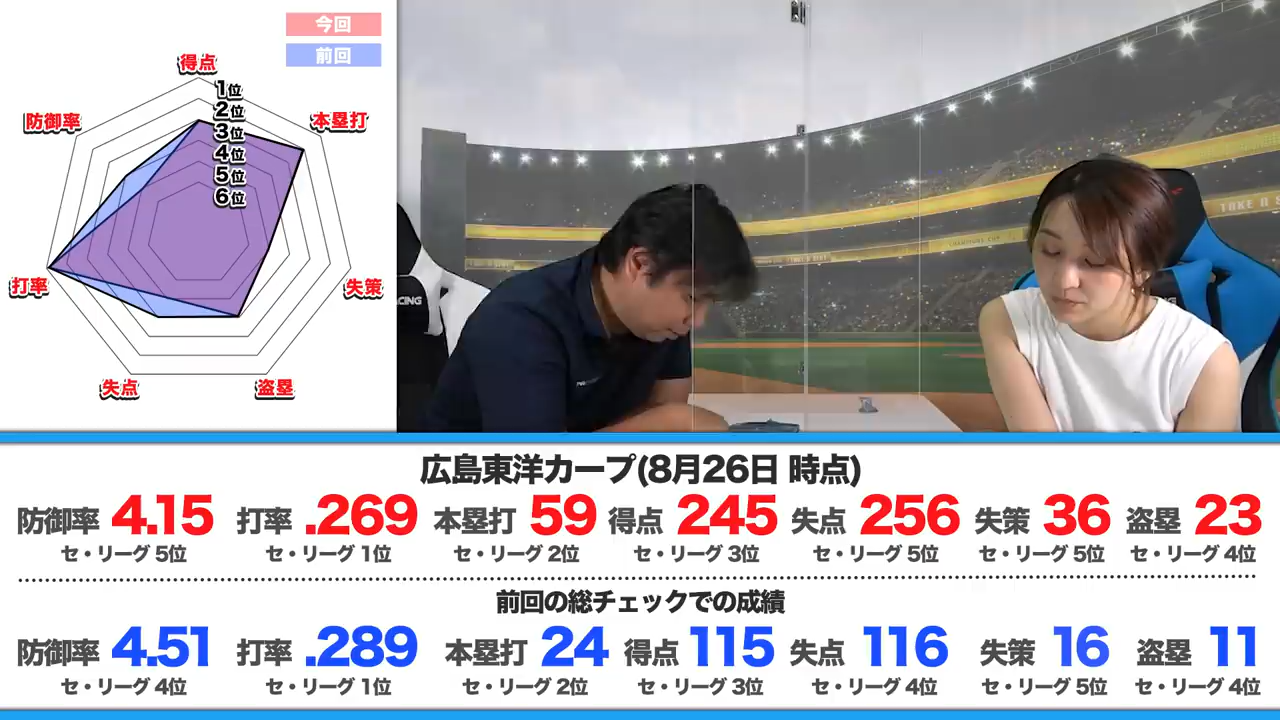 今回
前回
得点
1位
2位
3位
4位
5位
6位
防御率
本塁打
打率
失策
失点
盗塁
CHAMPIONS CUP
TAKE A S
ACING
広島東洋カープ(8月26日 時点)
防御率 4.15 打率 .269 本塁打 59 得点 245 失点 256 失策 36 盗塁 23
セ・リーグ 5位 セ・リーグ 1位 セ・リーグ 2位 セ・リーグ 3位 セ・リーグ 5位 セ・リーグ 5位 セ・リーグ 4位
前回の総チェックでの成績
防御率 4.51 打率 .289 本塁打 24 得点 115 失点 116 失策 16 盗塁 11
セ・リーグ 4位 セ・リーグ 1位 セ・リーグ 2位 セ・リーグ 3位 セ・リーグ 4位 セ・リーグ 5位 セ・リーグ 4位